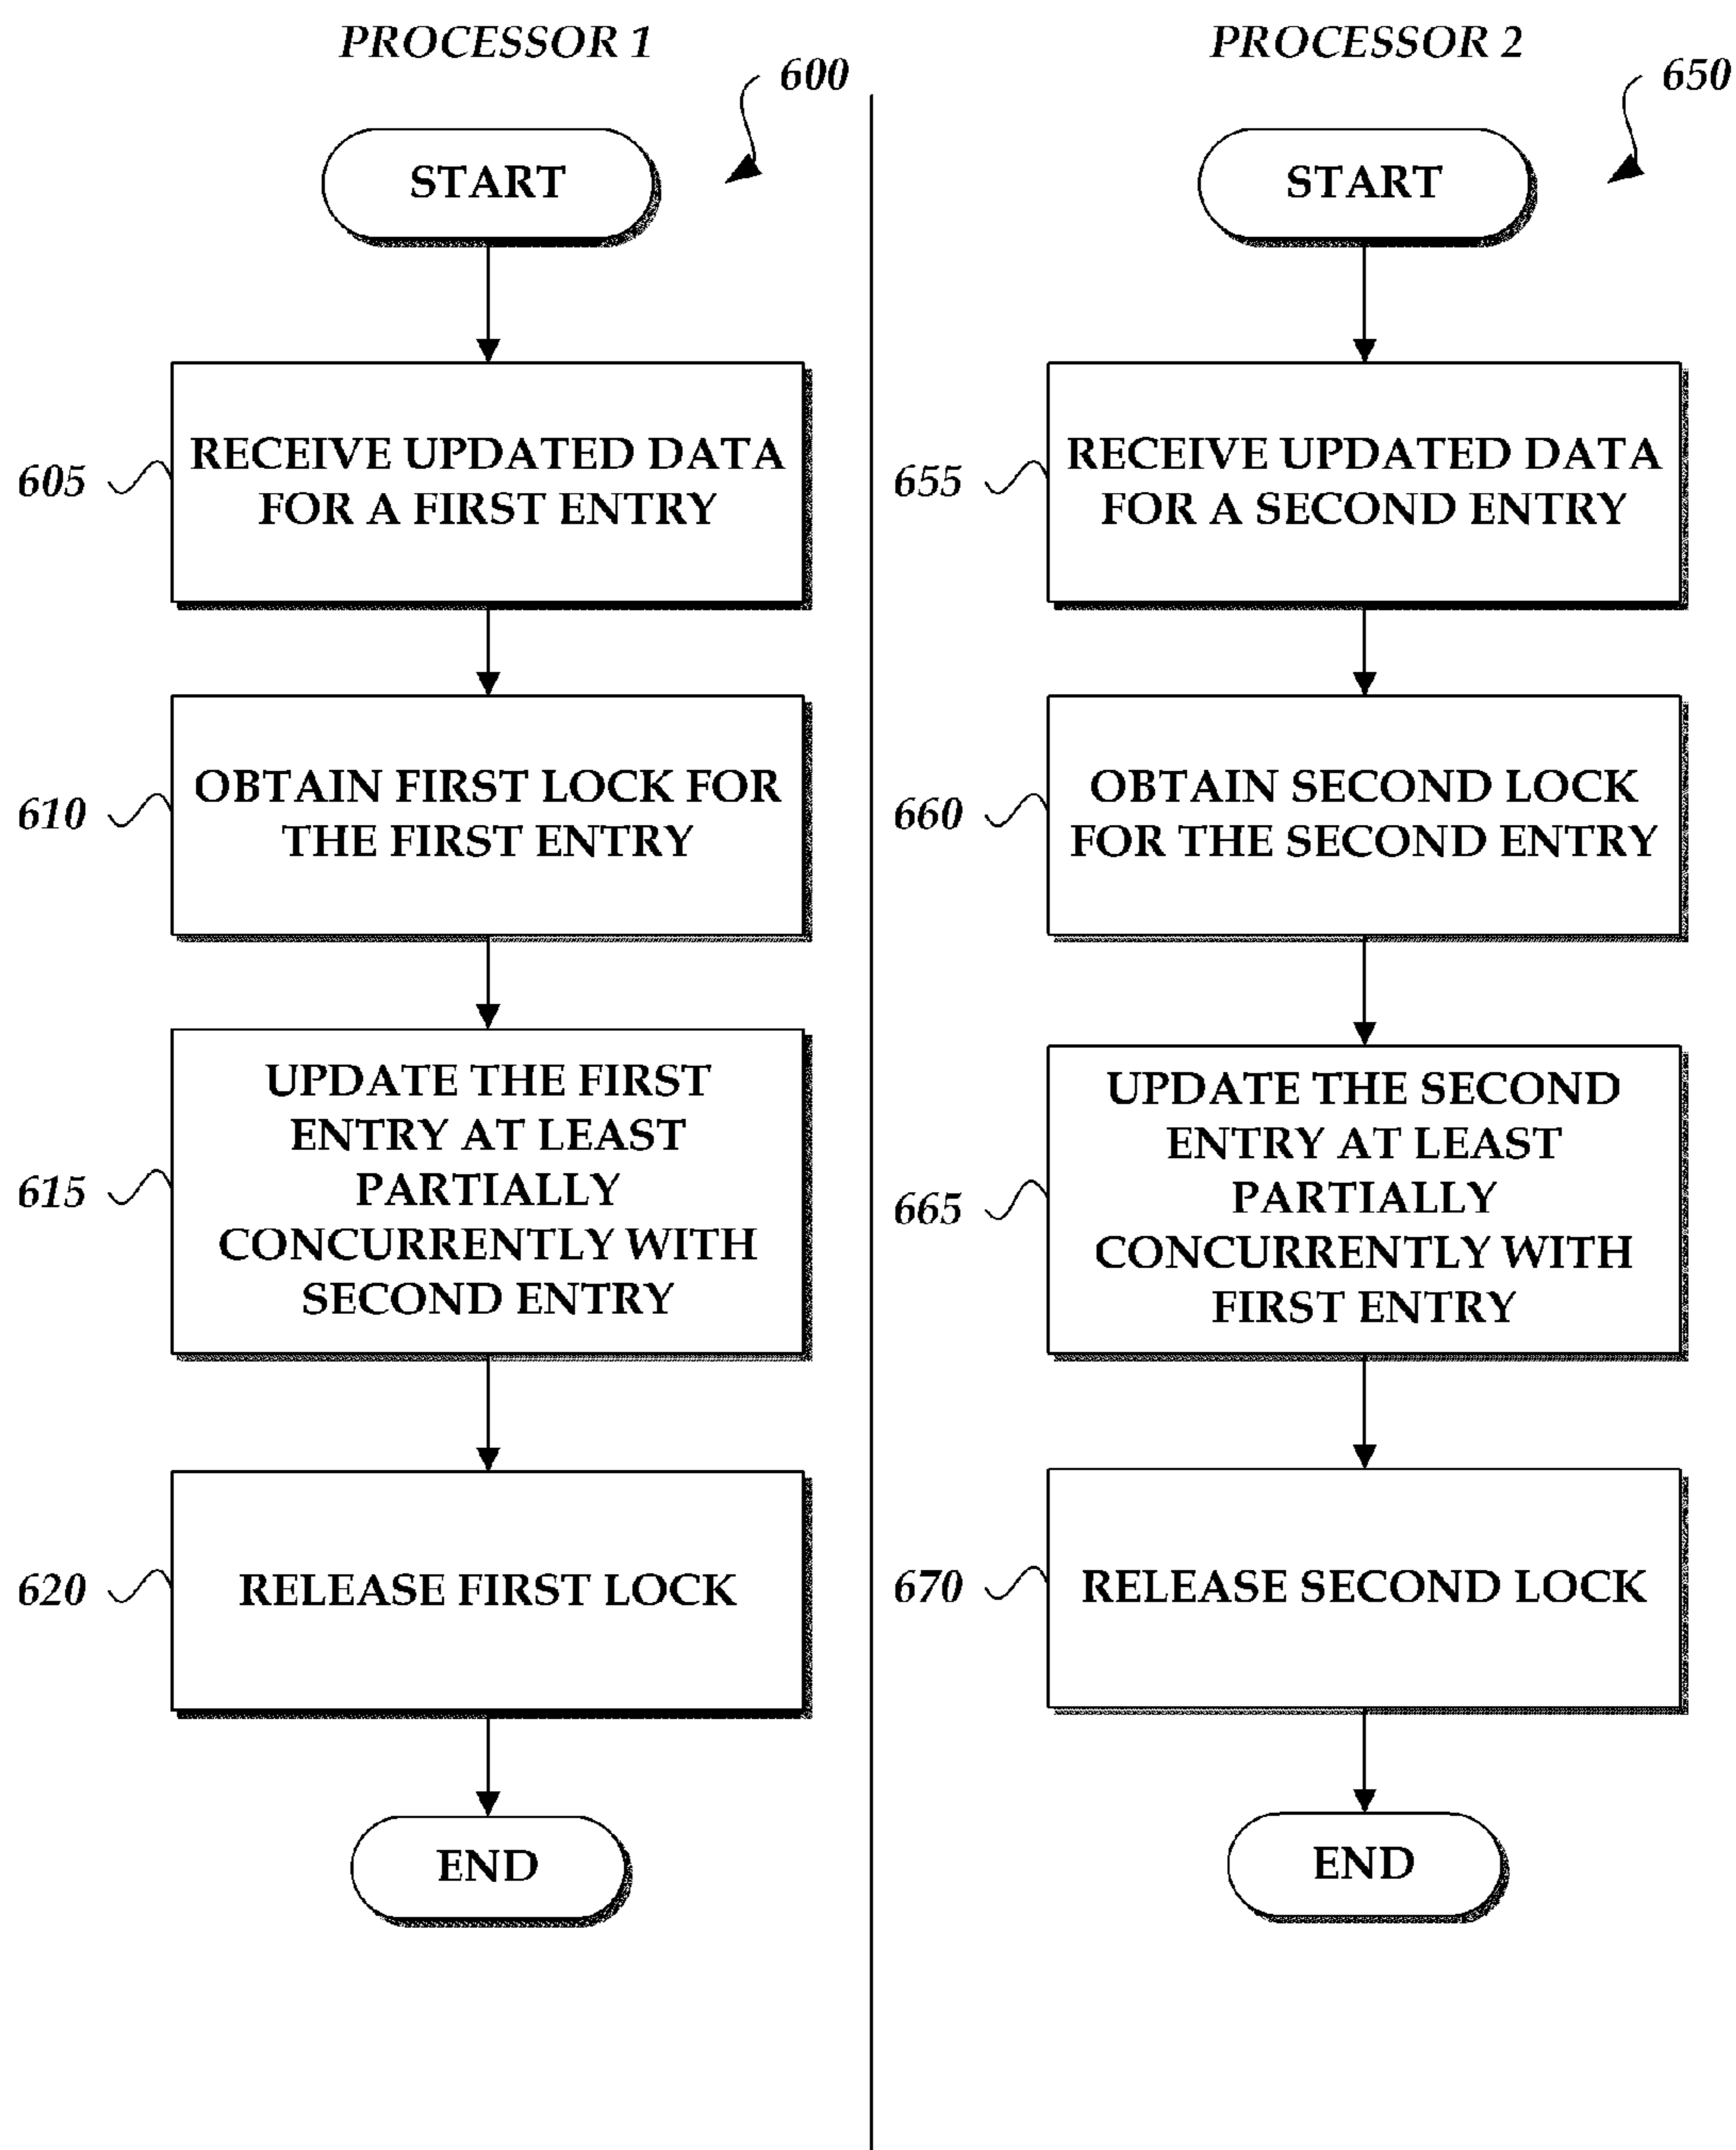 PROCESSOR 1
600
START
605
RECEIVE UPDATED DATA
FOR A FIRST ENTRY
610
OBTAIN FIRST LOCK FOR
THE FIRST ENTRY
615
UPDATE THE FIRST
ENTRY AT LEAST
PARTIALLY
CONCURRENTLY WITH
SECOND ENTRY
620
RELEASE FIRST LOCK
END
PROCESSOR 2
650
START
655
RECEIVE UPDATED DATA
FOR A SECOND ENTRY
660
OBTAIN SECOND LOCK
FOR THE SECOND ENTRY
665
UPDATE THE SECOND
ENTRY AT LEAST
PARTIALLY
CONCURRENTLY WITH
FIRST ENTRY
670
RELEASE SECOND LOCK
END